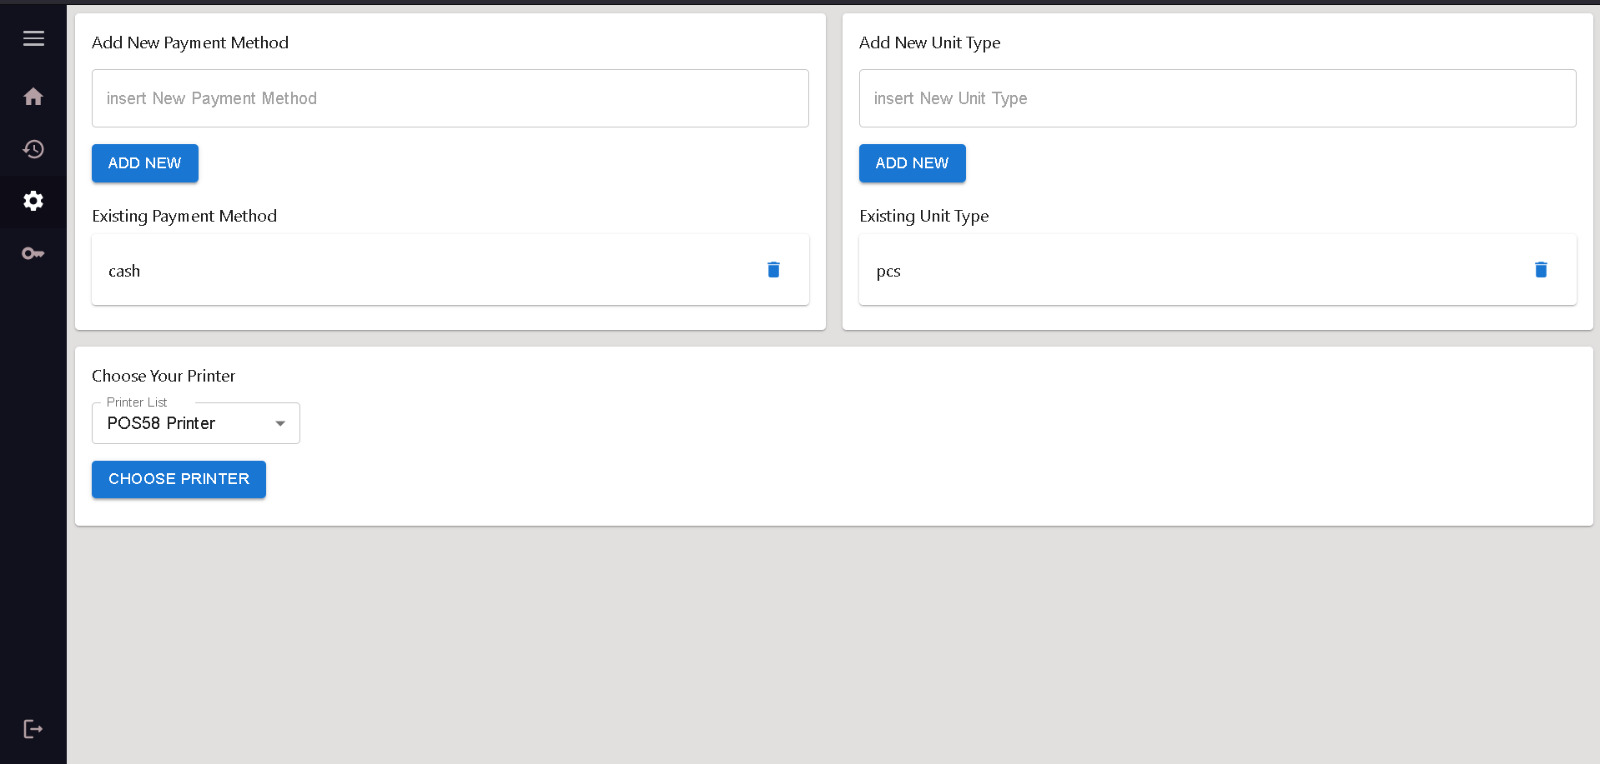 Add New Payment Method
insert New Payment Method
ADD NEW
Existing Payment Method
cash
Add New Unit Type
insert New Unit Type
ADD NEW
Existing Unit Type
pcs
Choose Your Printer
Printer List
POS58 Printer
CHOOSE PRINTER